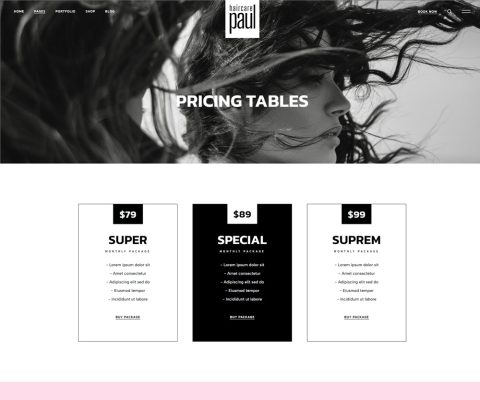 HOME PAGES PORTFOLIO SHOP BLOG
haircare
paul
BOOK NOW
PRICING TABLES
$79
SUPER
MONTHLY PACKAGE
- Lorem ipsum dolor sit
- Amet consectetur
- Adipiscing elit sed do
- Eiusmod tempor
- Incididunt ut labore
BUY PACKAGE
$89
SPECIAL
MONTHLY PACKAGE
- Lorem ipsum dolor sit
- Amet consectetur
- Adipiscing elit sed do
- Eiusmod tempor
- Incididunt ut labore
BUY PACKAGE
$99
SUPREM
MONTHLY PACKAGE
- Lorem ipsum dolor sit
- Amet consectetur
- Adipiscing elit sed do
- Eiusmod tempor
- Incididunt ut labore
BUY PACKAGE